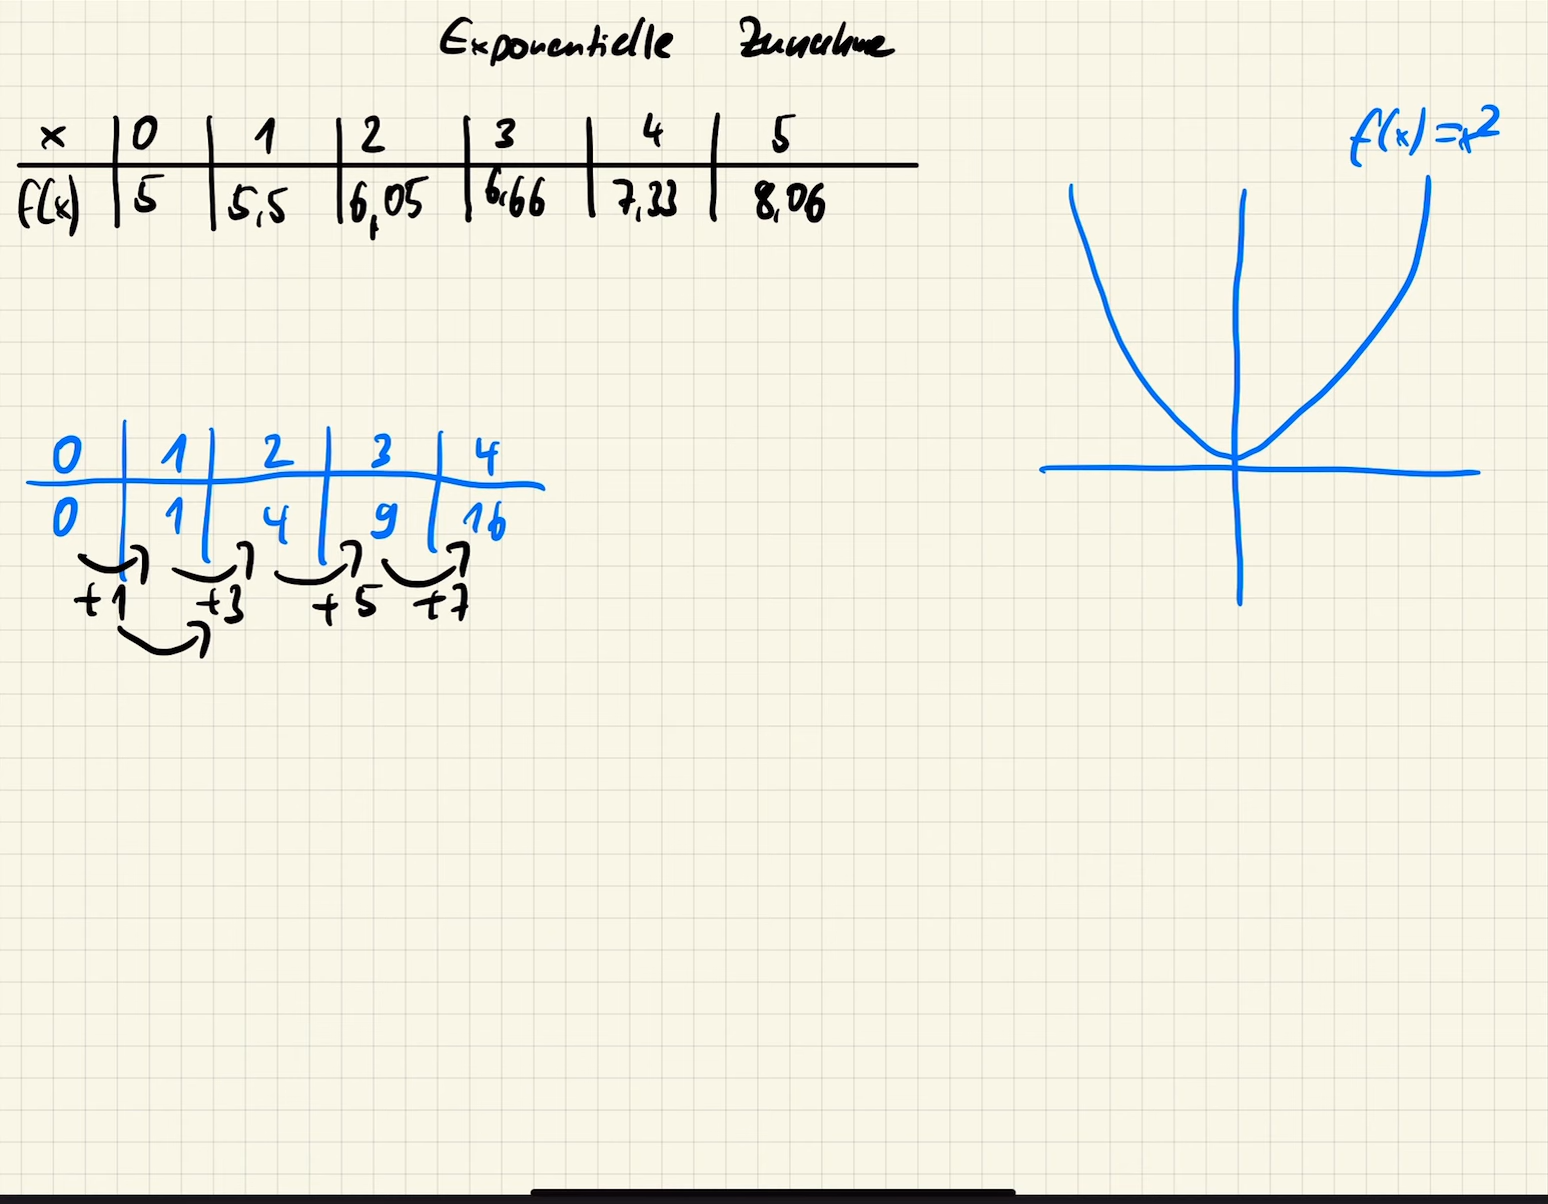 Exponentielle Zunahme
x | 0 | 1 | 2 | 3 | 4 | 5
f(x) | 5 | 5,5 | 6,05 | 6,66 | 7,33 | 8,06
f(x)=x²
0 | 1 | 2 | 3 | 4
0 | 1 | 4 | 9 | 16
+1 +3 +5 +7